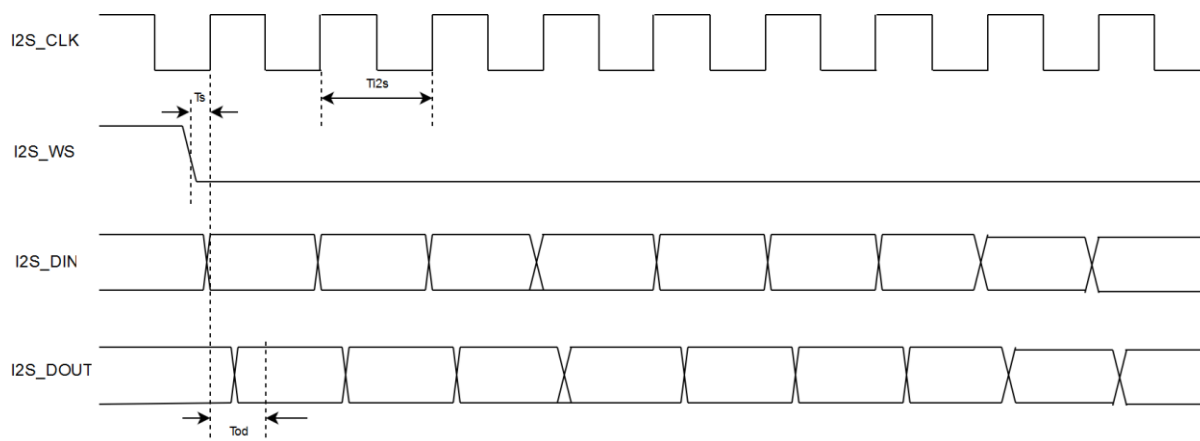 I2S_CLK
Ts
TI2s
I2S_WS
I2S_DIN
I2S_DOUT
Tod